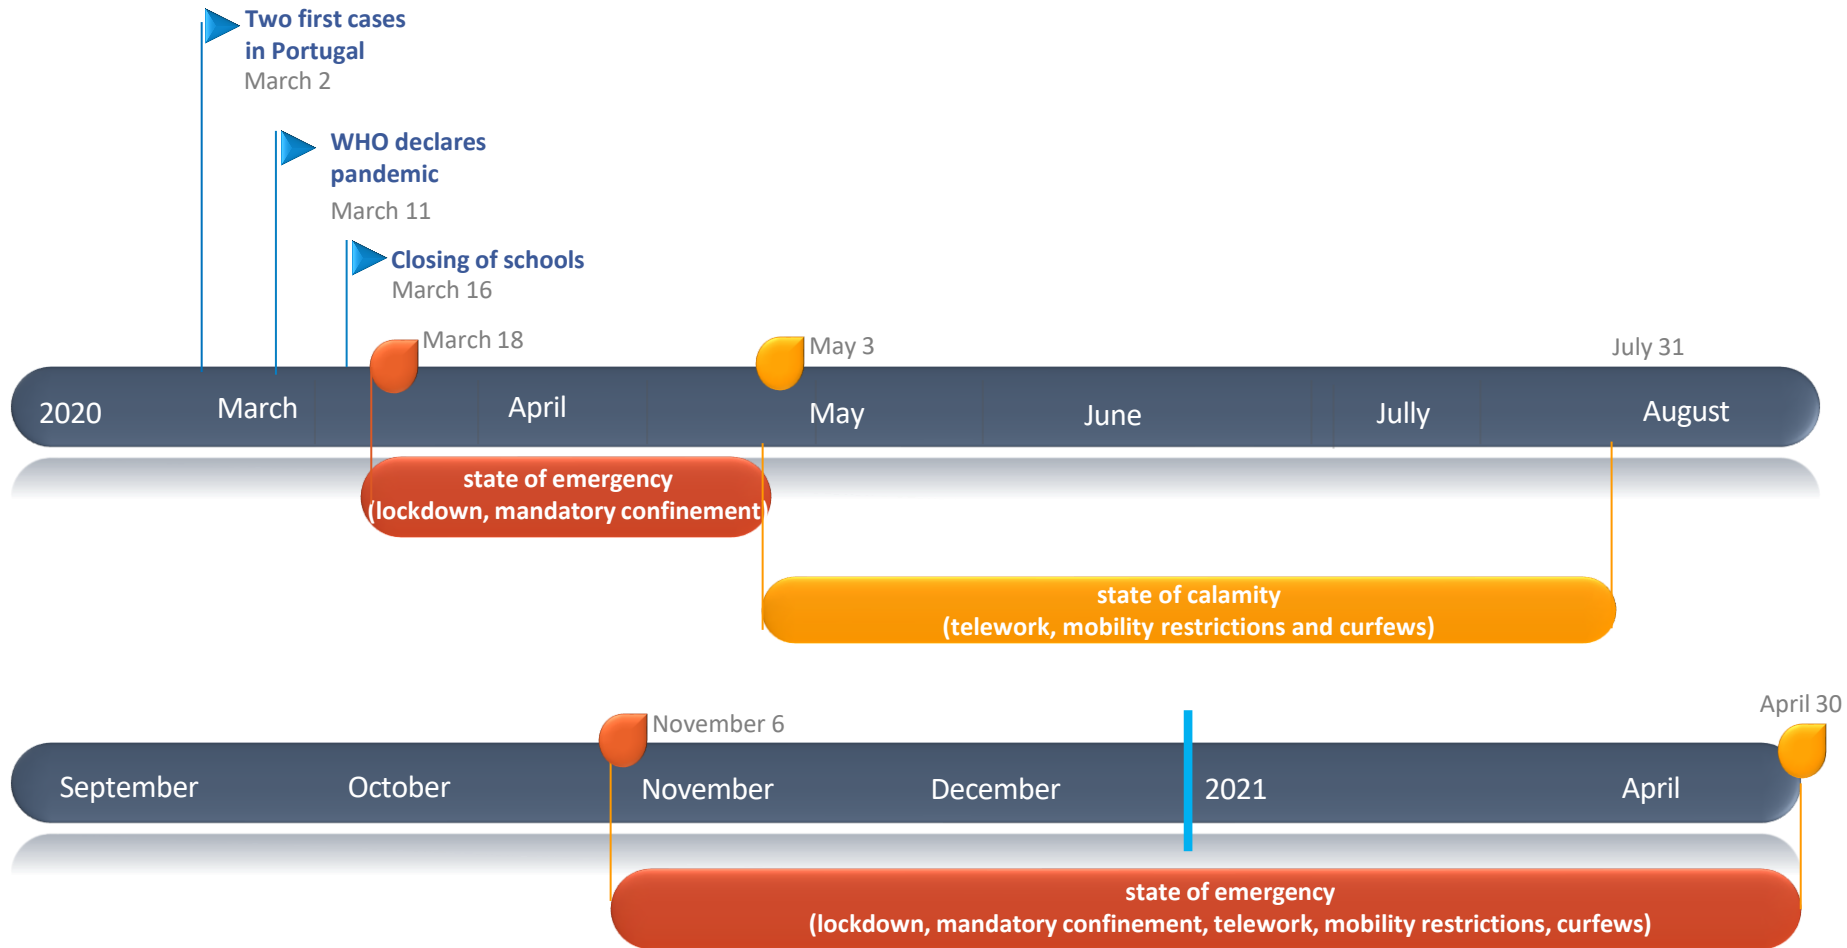 Two first cases
in Portugal
March 2
WHO declares
pandemic
March 11
Closing of schools
March 16
March 18
May 3
July 31
2020
March
April
May
June
Jully
August
state of emergency
(lockdown, mandatory confinement)
state of calamity
(telework, mobility restrictions and curfews)
April 30
November 6
September
October
November
December
2021
April
state of emergency
(lockdown, mandatory confinement, telework, mobility restrictions, curfews)